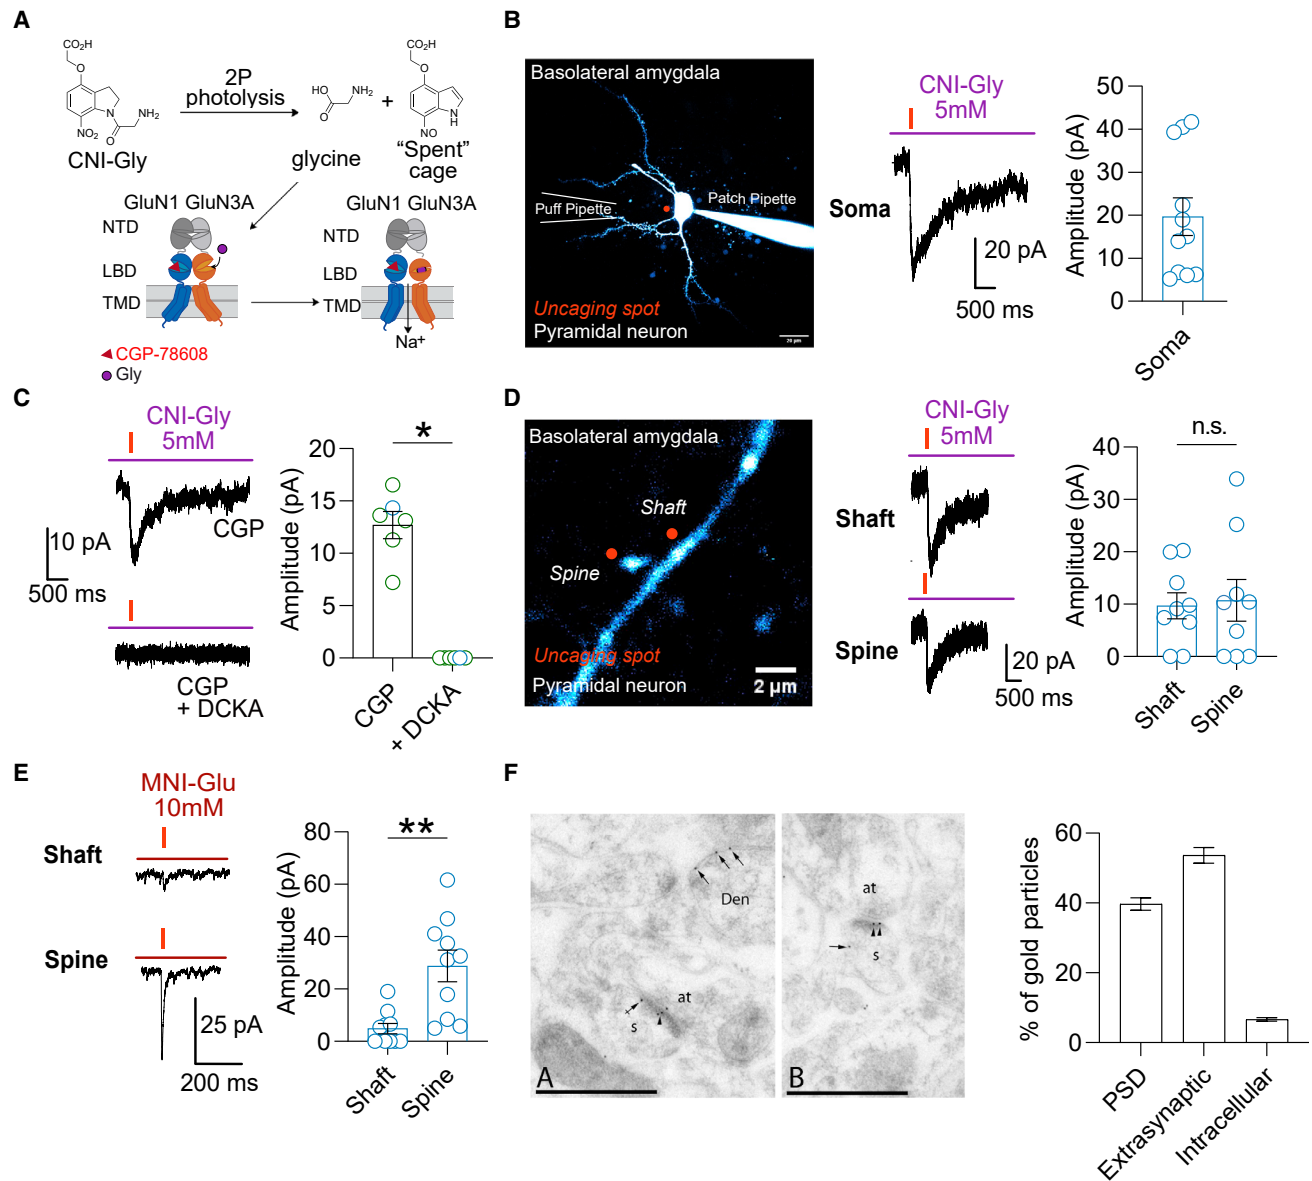 A
CO₂H
O
N
NO₂
O
NH₂
CNI-Gly
2P
photolysis
HO
O
NH₂
+
CO₂H
O
NO
N
H
glycine
“Spent”
cage
GluN1 GluN3A
NTD
LBD
TMD
GluN1 GluN3A
NTD
LBD
TMD
Na⁺
CGP-78608
Gly
B
Basolateral amygdala
Puff Pipette
Patch Pipette
Uncaging spot
Pyramidal neuron
20 µm
CNI-Gly
5mM
Soma
20 pA
500 ms
Amplitude (pA)
50
40
30
20
10
0
Soma
C
CNI-Gly
5mM
CGP
10 pA
500 ms
CGP
+ DCKA
Amplitude (pA)
20
15
10
5
0
*
CGP
+ DCKA
D
Basolateral amygdala
Shaft
Spine
Uncaging spot
Pyramidal neuron
2 µm
CNI-Gly
5mM
Shaft
Spine
20 pA
500 ms
Amplitude (pA)
40
30
20
10
0
n.s.
Shaft
Spine
E
MNI-Glu
10mM
Shaft
Spine
25 pA
200 ms
Amplitude (pA)
80
60
40
20
0
**
Shaft
Spine
F
Den
at
s
A
at
s
B
% of gold particles
60
40
20
0
PSD
Extrasynaptic
Intracellular